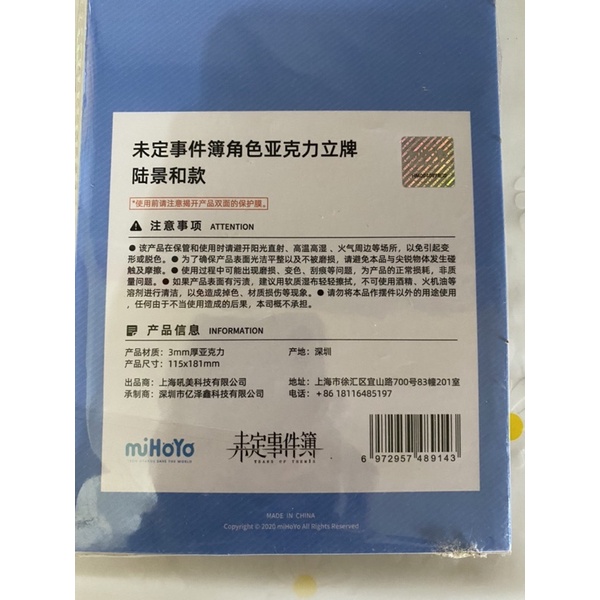 未定事件簿角色亚克力立牌
陆景和款
*使用前请注意揭开产品双面的保护膜。
注意事项 ATTENTION
● 该产品在保管和使用时请避开阳光直射、高温高湿、火气周边等场所，以免引起变
形或脱色。● 为了确保产品表面光洁平整以及不被磨损，请避免本品与尖锐物体发生碰
触及摩擦。● 使用过程中可能出现磨损、变色、刮痕等问题，为产品的正常损耗，非质
量问题。● 如果产品表面有污渍，建议用软质湿布轻轻擦拭，不可使用酒精、火机油等
溶剂进行清洁，以免造成掉色、材质损伤等现象。● 请勿将本品作摆件以外的用途使用
，任何由于不当使用造成的后果，本司概不承担。
产品信息 INFORMATION
产品材质：3mm厚亚克力 产地：深圳
产品尺寸：115x181mm
出品商：上海吼美科技有限公司 地址：上海市徐汇区宜山路700号83幢201室
承制商：深圳市亿泽鑫科技有限公司 电话：+86 18116485197
miHoYo 未定事件簿
TECH OTAKUS SAVE THE WORLD TEARS OF THEMIS
6 972957 489143
MADE IN CHINA
Copyright © 2020 miHoYo All Rights Reserved